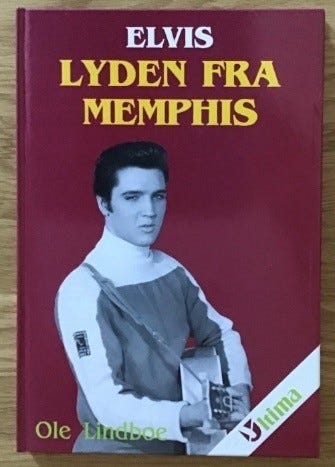 ELVIS
LYDEN FRA
MEMPHIS
Ole Lindboe
Ultima